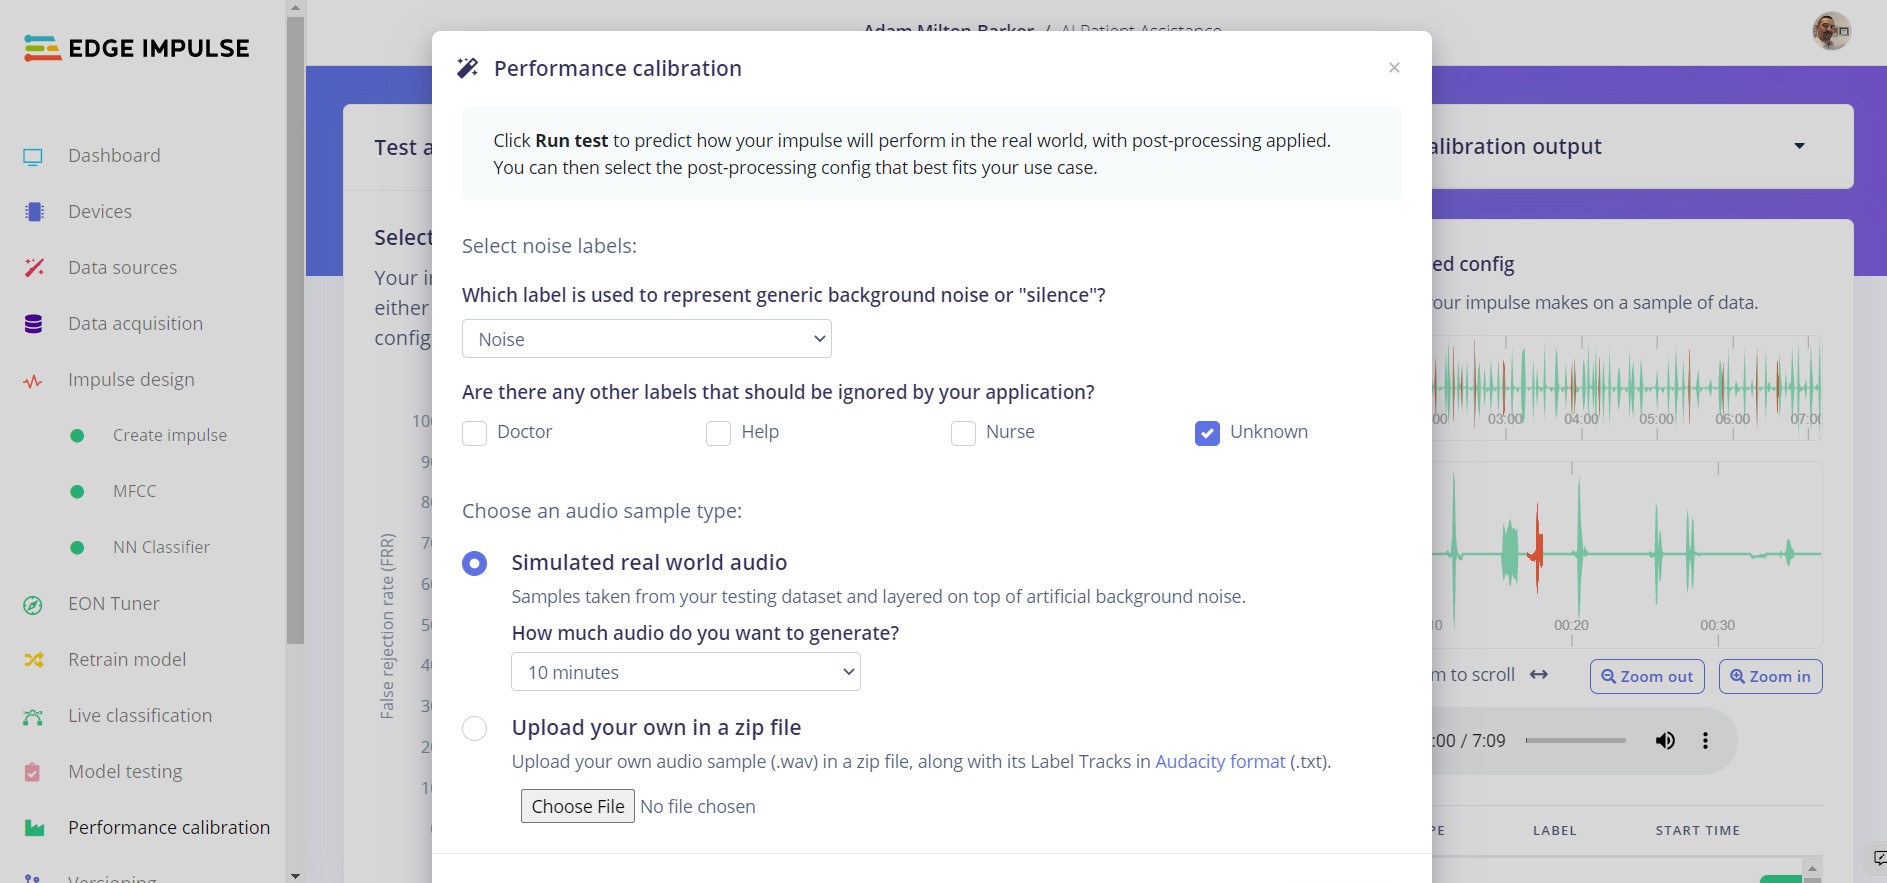 EDGE IMPULSE
Dashboard
Devices
Data sources
Data acquisition
Impulse design
Create impulse
MFCC
NN Classifier
EON Tuner
Retrain model
Live classification
Model testing
Performance calibration
Versioning
Adam Milton-Barker / AI Patient Assistance
Test a
Select
Your i
either
config
False rejection rate (FRR)
Performance calibration
×
Click Run test to predict how your impulse will perform in the real world, with post-processing applied.
You can then select the post-processing config that best fits your use case.
Select noise labels:
Which label is used to represent generic background noise or "silence"?
Noise
Are there any other labels that should be ignored by your application?
Doctor Help Nurse Unknown
Choose an audio sample type:
Simulated real world audio
Samples taken from your testing dataset and layered on top of artificial background noise.
How much audio do you want to generate?
10 minutes
Upload your own in a zip file
Upload your own audio sample (.wav) in a zip file, along with its Label Tracks in Audacity format (.txt).
Choose File No file chosen
alibration output
ed config
our impulse makes on a sample of data.
00 03:00 04:00 05:00 06:00 07:0
10 00:20 00:30
m to scroll Zoom out Zoom in
:00 / 7:09
PE LABEL START TIME